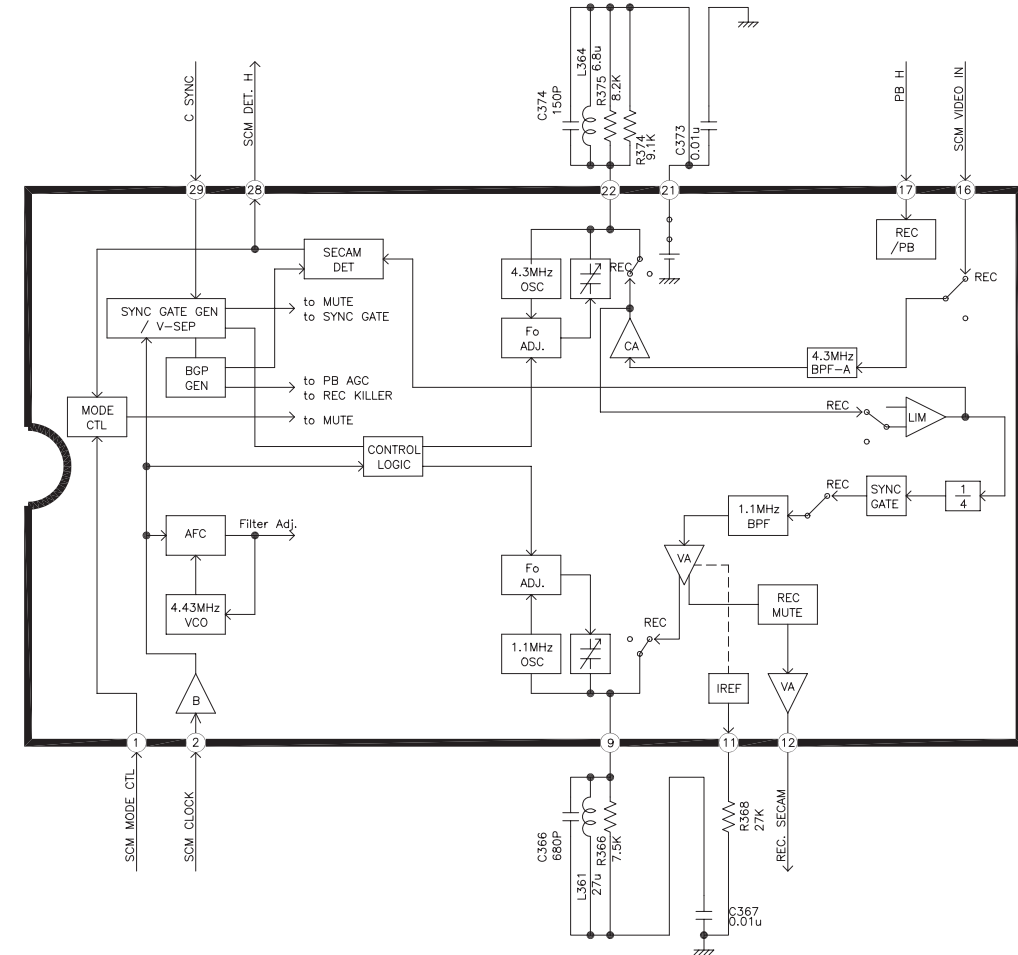 C SYNC
SCM DET. H
C374
150P
L364
6.8u
R375
8.2K
R374
9.1K
C373
0.01u
PB H
SCM VIDEO IN
29
28
22
21
17
16
SECAM
DET
REC
/PB
4.3MHz
OSC
REC
REC
SYNC GATE GEN
/ V-SEP
to MUTE
to SYNC GATE
Fo
ADJ.
CA
4.3MHz
BPF-A
BGP
GEN
to PB AGC
to REC KILLER
MODE
CTL
to MUTE
REC
LIM
CONTROL
LOGIC
SYNC
GATE
REC
1
4
1.1MHz
BPF
AFC
Filter Adj.
VA
Fo
ADJ.
4.43MHz
VCO
REC
MUTE
REC
1.1MHz
OSC
B
IREF
VA
1
2
9
11
12
SCM MODE CTL
SCM CLOCK
C366
680P
L361
27u
R366
7.5K
R368
27K
REC. SECAM
C367
0.01u